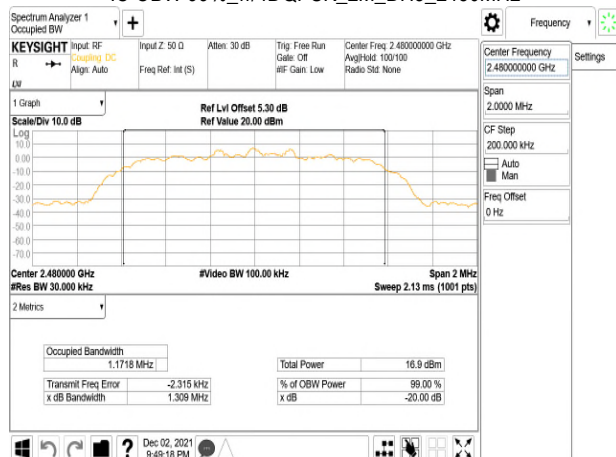 Spectrum Analyzer 1
Occupied BW
Frequency
KEYSIGHT
Input: RF
Coupling: DC
Align: Auto
Input Z: 50 Ω
Freq Ref: Int (S)
Atten: 30 dB
Trig: Free Run
Gate: Off
#IF Gain: Low
Center Freq: 2.480000000 GHz
Avg|Hold: 100/100
Radio Std: None
R
Center Frequency
2.480000000 GHz
Settings
Span
2.0000 MHz
CF Step
200.000 kHz
Auto
Man
Freq Offset
0 Hz
1 Graph
Scale/Div 10.0 dB
Ref Lvl Offset 5.30 dB
Ref Value 20.00 dBm
Log
10.0
0.00
-10.0
-20.0
-30.0
-40.0
-50.0
-60.0
-70.0
Center 2.480000 GHz
#Res BW 30.000 kHz
#Video BW 100.00 kHz
Span 2 MHz
Sweep 2.13 ms (1001 pts)
2 Metrics
Occupied Bandwidth
1.1718 MHz
Transmit Freq Error -2.315 kHz
x dB Bandwidth 1.309 MHz
Total Power 16.9 dBm
% of OBW Power 99.00 %
x dB -20.00 dB
?
Dec 02, 2021
9:49:18 PM